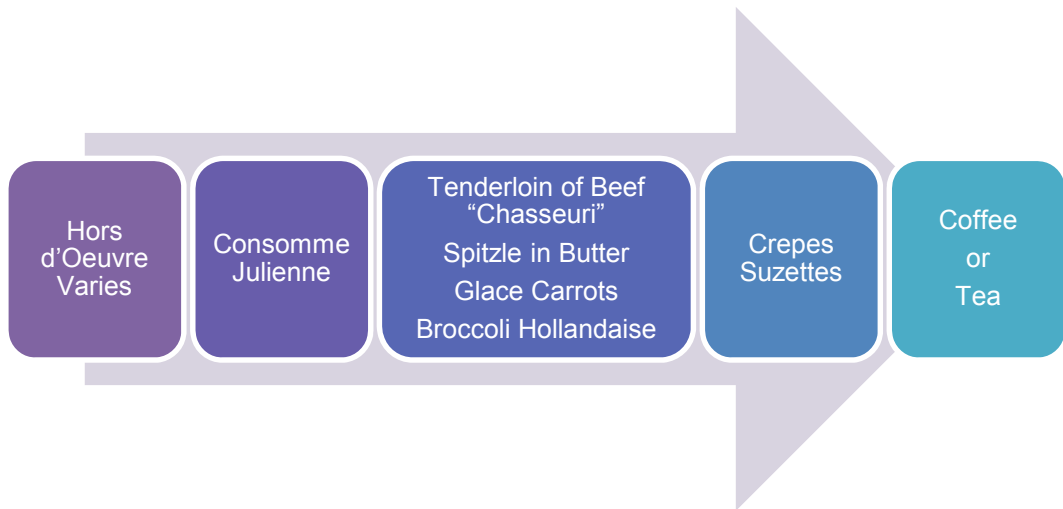 Hors
d'Oeuvre
Varies
Consomme
Julienne
Tenderloin of Beef
“Chasseuri”
Spitzle in Butter
Glace Carrots
Broccoli Hollandaise
Crepes
Suzettes
Coffee
or
Tea